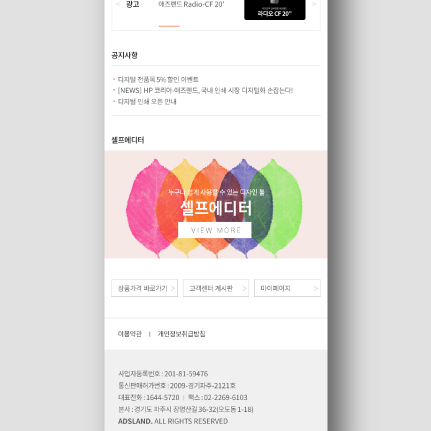 < 광고 애즈랜드 Radio-CF 20' >
라디오 CF 20"
공지사항
· 디지털 전품목 5% 할인 이벤트
· [NEWS] HP 코리아-애즈랜드, 국내 인쇄 시장 디지털화 손잡는다!
· 디지털 인쇄 오픈 안내
셀프에디터
누구나 쉽게 사용할 수 있는 디자인 툴
셀프에디터
VIEW MORE
상품가격 바로가기 > 고객센터 게시판 > 마이페이지 >
이용약관 | 개인정보취급방침
사업자등록번호 : 201-81-59476
통신판매허가번호 : 2009-경기파주-2121호
대표전화 : 1644-5720 | 팩스 : 02-2269-6103
본사 : 경기도 파주시 장명산길 36-32(오도동 1-18)
ADSLAND. ALL RIGHTS RESERVED